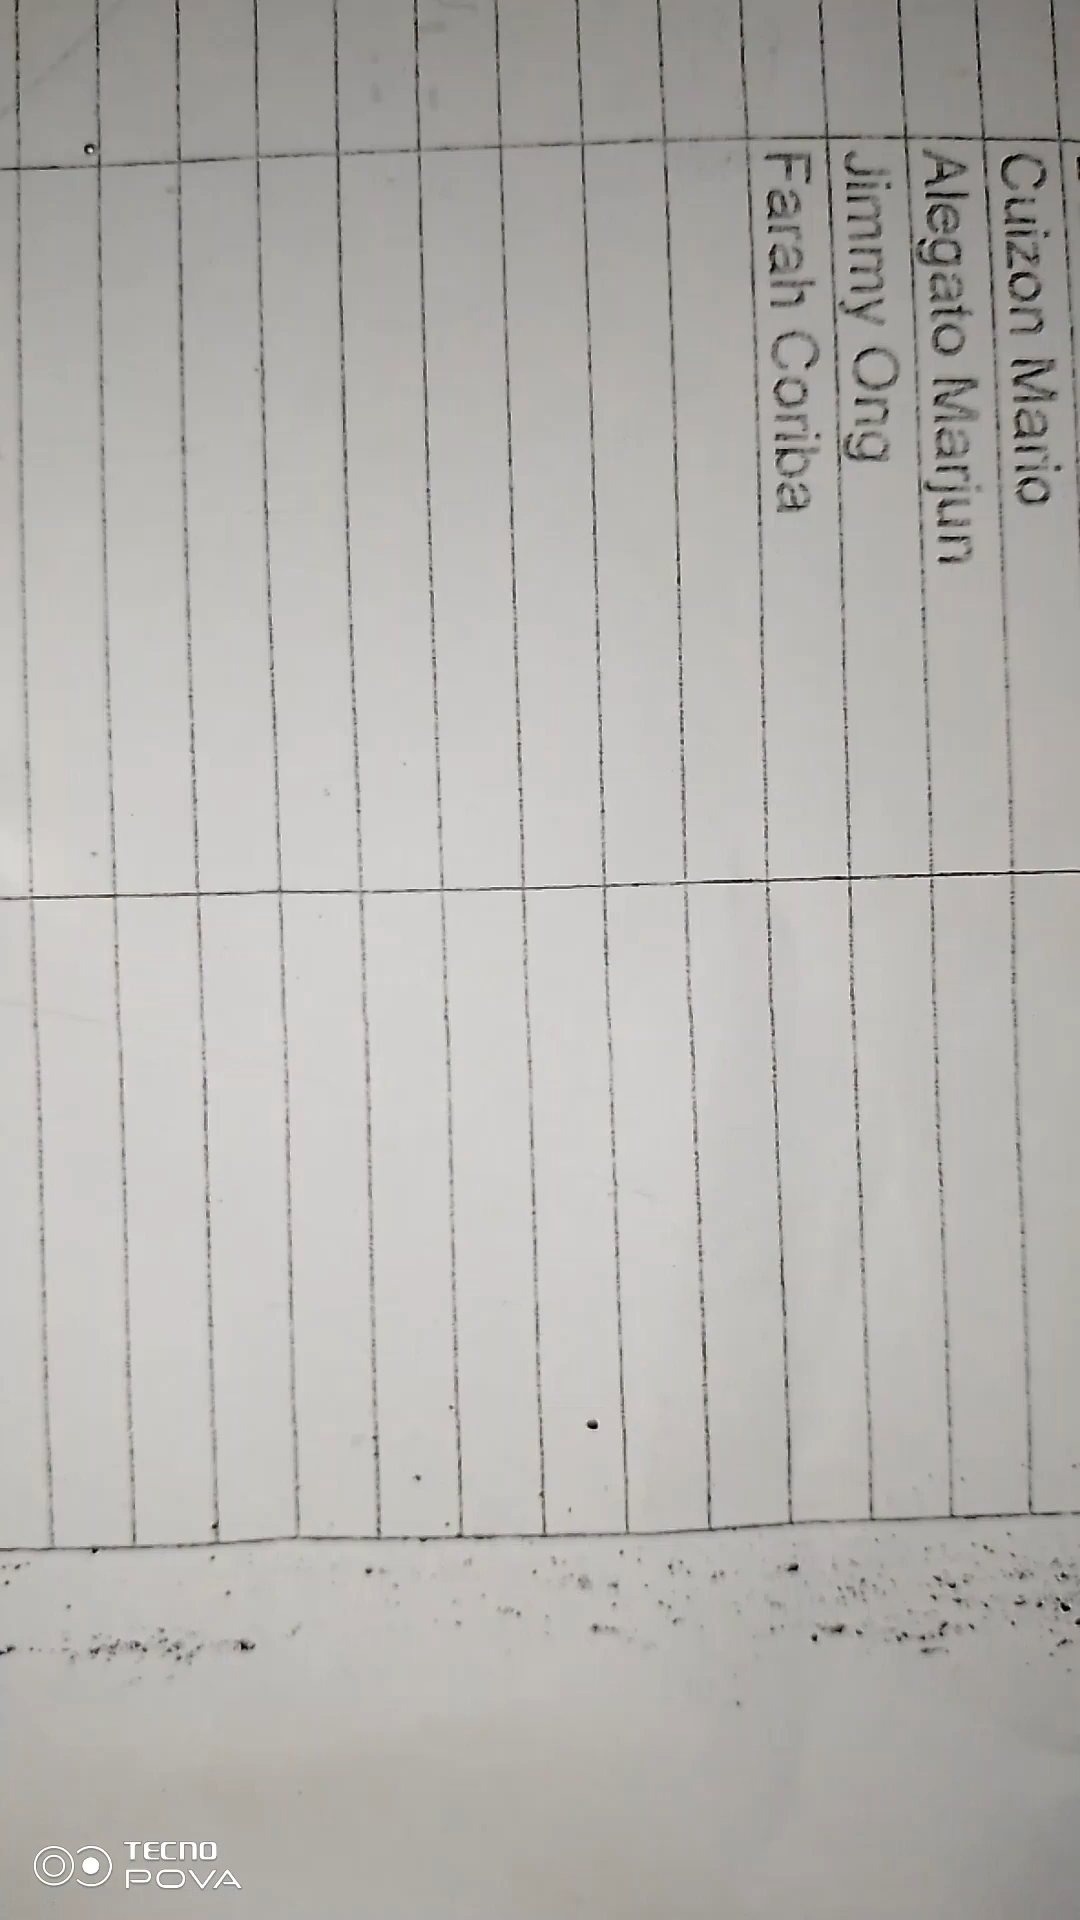 Cuizon Mario
Alegato Marjun
Jimmy Ong
Farah Coriba
TECNO
POVA